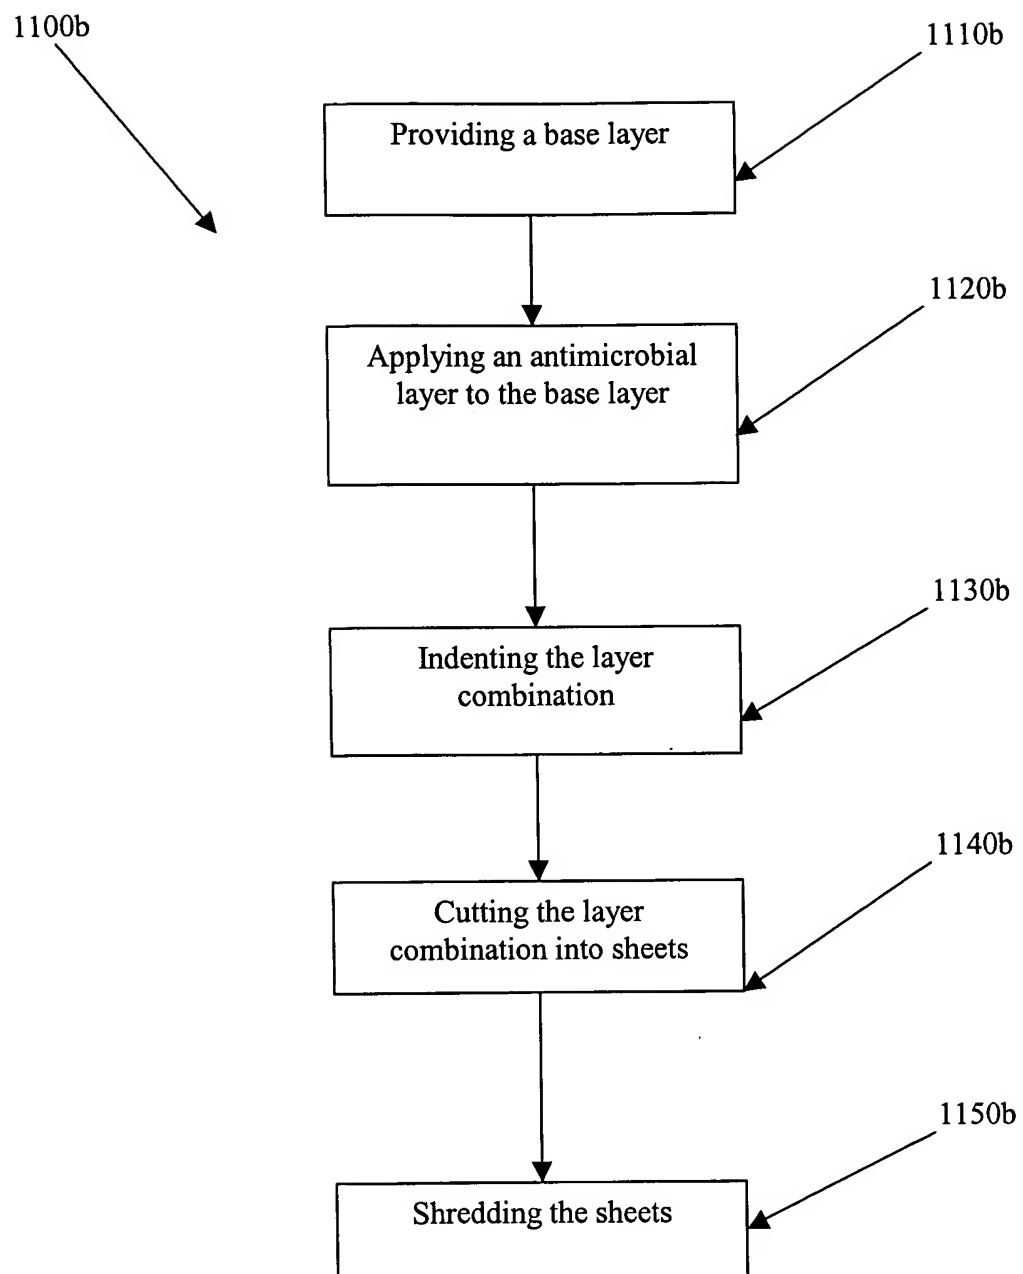 1100b
1110b
Providing a base layer
1120b
Applying an antimicrobial
layer to the base layer
1130b
Indenting the layer
combination
1140b
Cutting the layer
combination into sheets
1150b
Shredding the sheets